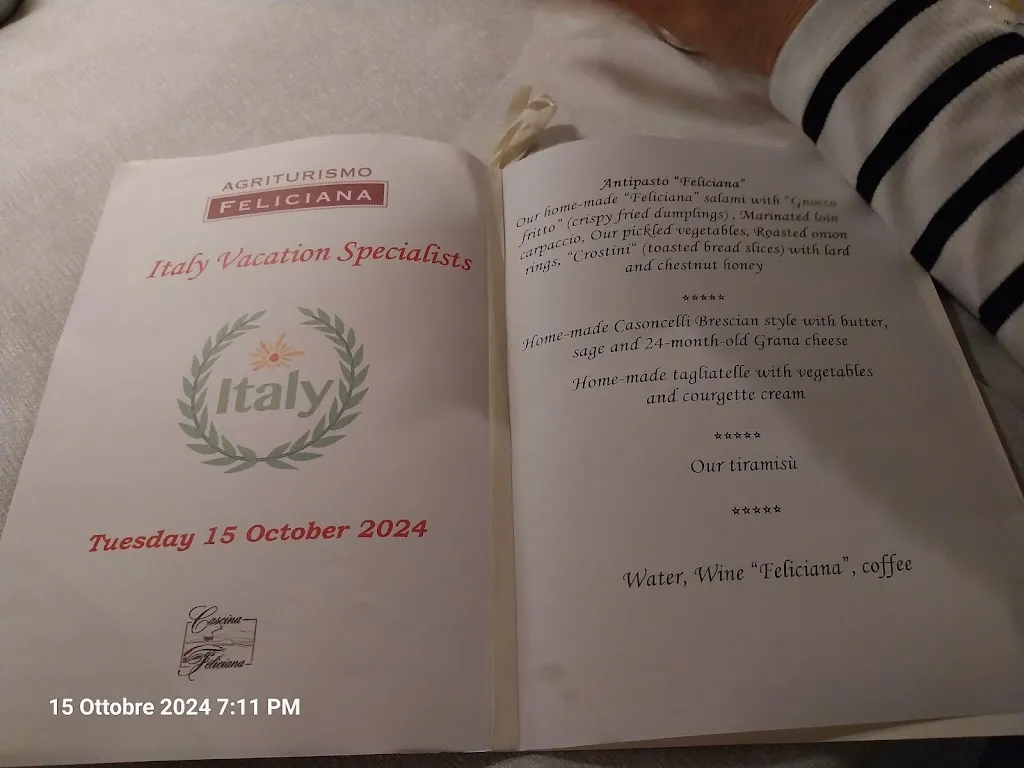 AGRITURISMO
FELICIANA
Italy Vacation Specialists
Italy
Tuesday 15 October 2024
Cascina
Feliciana
Antipasto "Feliciana"
Our home-made "Feliciana" salami with "Gnocco
fritto" (crispy fried dumplings) , Marinated loin
carpaccio, Our pickled vegetables, Roasted onion
rings, "Crostini" (toasted bread slices) with lard
and chestnut honey
*****
Home-made Casoncelli Brescian style with butter,
sage and 24-month-old Grana cheese
Home-made tagliatelle with vegetables
and courgette cream
*****
Our tiramisù
*****
Water, Wine "Feliciana", coffee
15 Ottobre 2024 7:11 PM